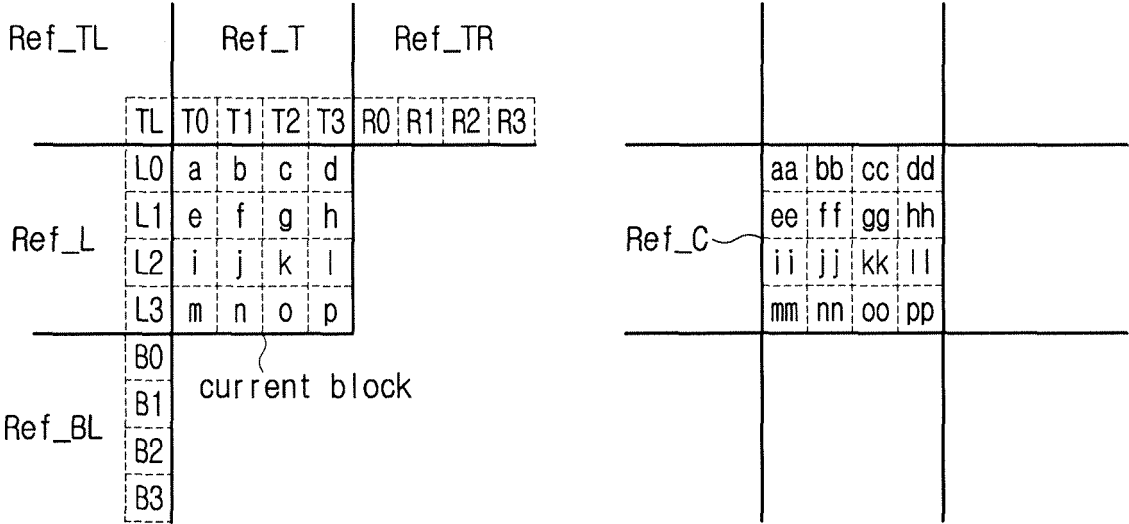 Ref_TL Ref_T Ref_TR
TL T0 T1 T2 T3 R0 R1 R2 R3
L0 a b c d
L1 e f g h
Ref_L
L2 i j k l
L3 m n o p
B0
current block
B1
Ref_BL
B2
B3
aa bb cc dd
ee ff gg hh
Ref_C
ii jj kk ll
mm nn oo pp